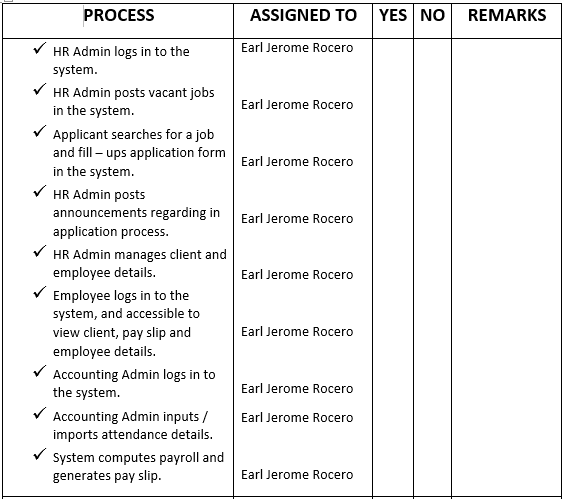 PROCESS ASSIGNED TO YES NO REMARKS
✓ HR Admin logs in to the Earl Jerome Rocero
system.
✓ HR Admin posts vacant jobs
in the system. Earl Jerome Rocero
✓ Applicant searches for a job
and fill – ups application form Earl Jerome Rocero
in the system.
✓ HR Admin posts
announcements regarding in Earl Jerome Rocero
application process.
✓ HR Admin manages client and
employee details. Earl Jerome Rocero
✓ Employee logs in to the
system, and accessible to
view client, pay slip and Earl Jerome Rocero
employee details.
✓ Accounting Admin logs in to
the system. Earl Jerome Rocero
✓ Accounting Admin inputs / Earl Jerome Rocero
imports attendance details.
✓ System computes payroll and
generates pay slip. Earl Jerome Rocero